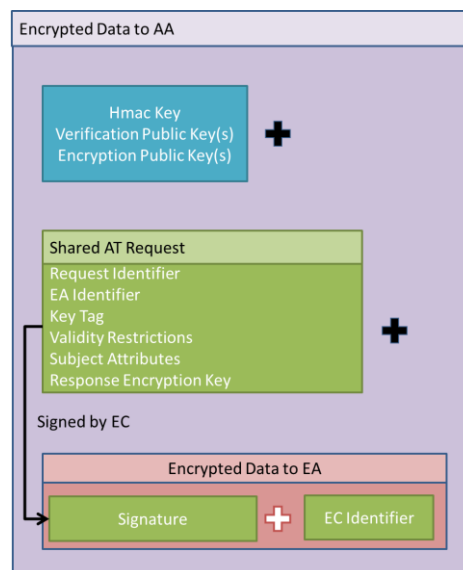 Encrypted Data to AA
Hmac Key
Verification Public Key(s)
Encryption Public Key(s)
Shared AT Request
Request Identifier
EA Identifier
Key Tag
Validity Restrictions
Subject Attributes
Response Encryption Key
Signed by EC
Encrypted Data to EA
Signature
EC Identifier